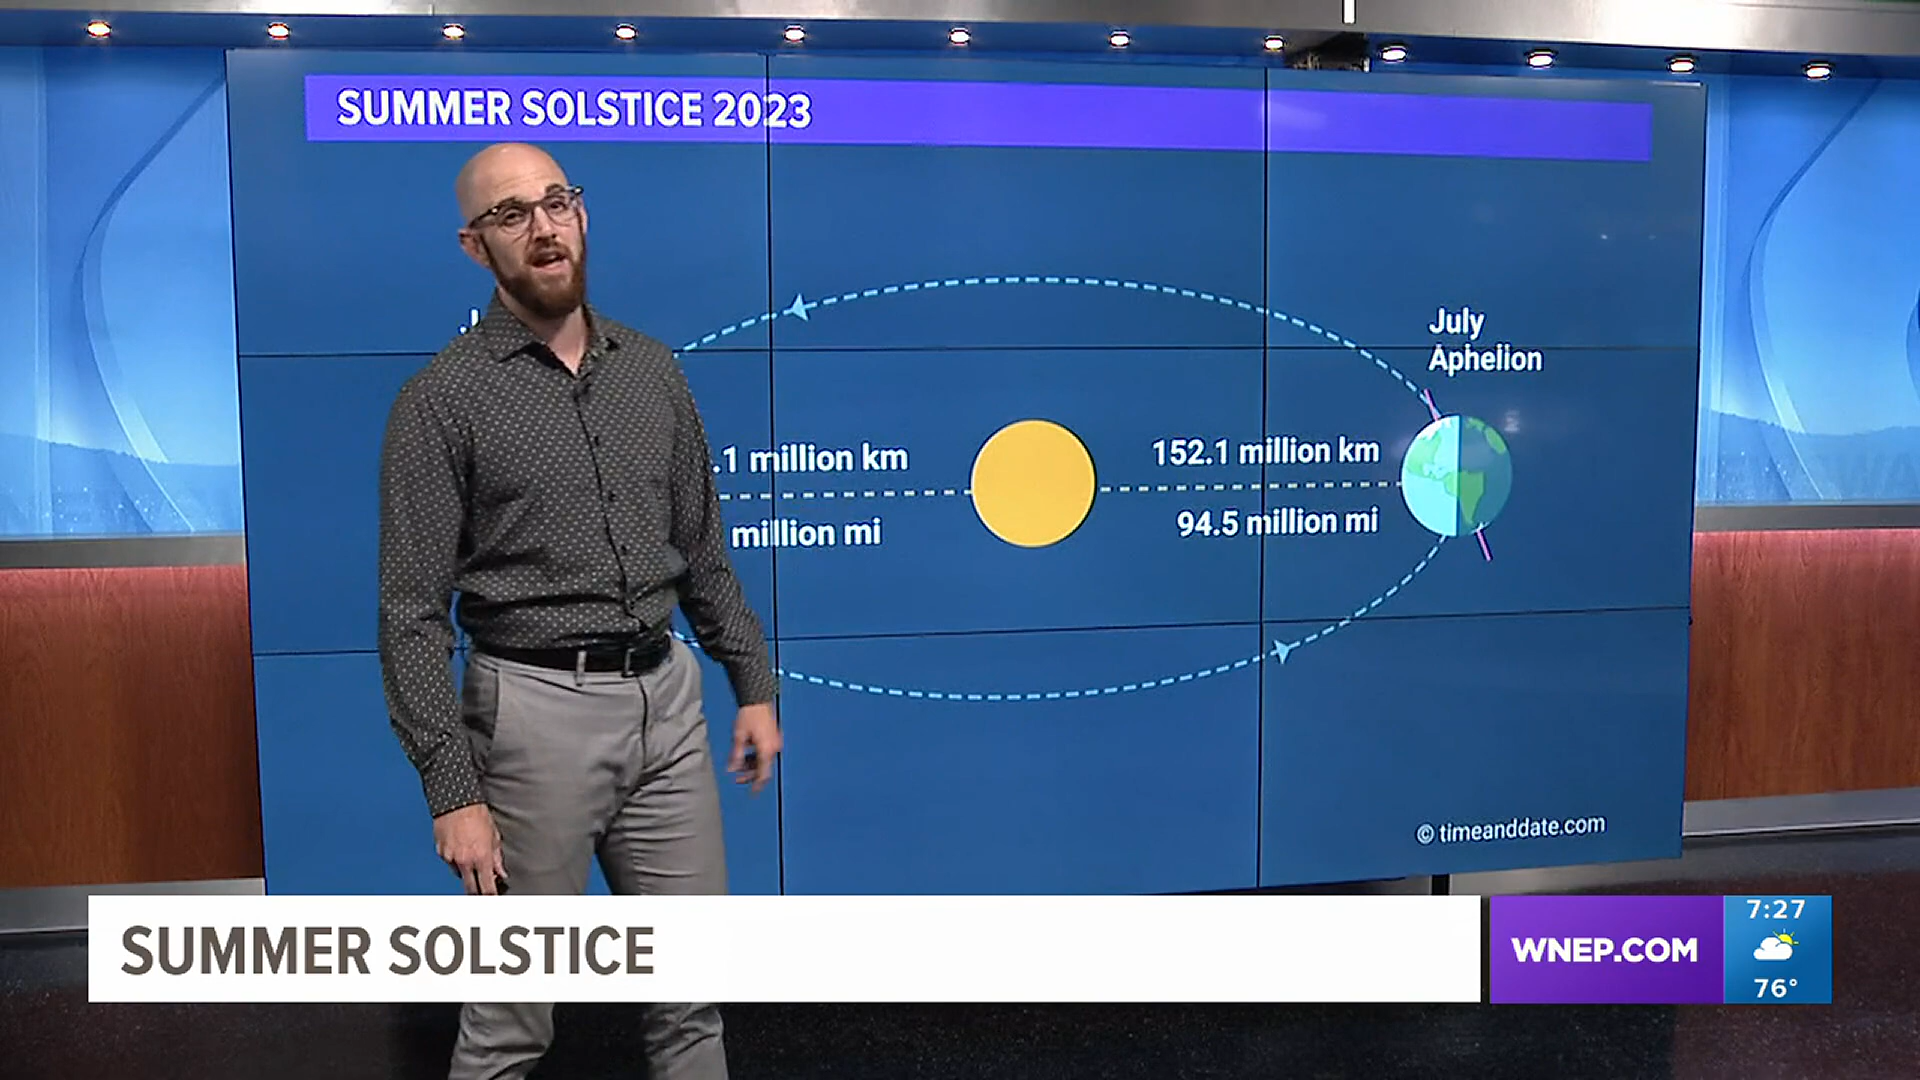 SUMMER SOLSTICE 2023
July
Aphelion
.1 million km
152.1 million km
million mi
94.5 million mi
© timeanddate.com
SUMMER SOLSTICE
WNEP.COM
7:27
76°